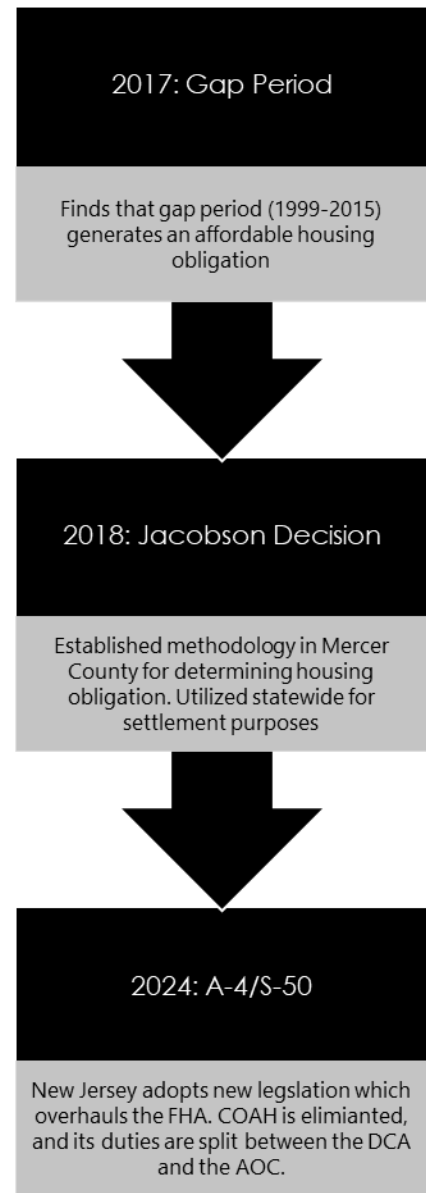 2017: Gap Period
Finds that gap period (1999-2015)
generates an affordable housing
obligation
2018: Jacobson Decision
Established methodology in Mercer
County for determining housing
obligation. Utilized statewide for
settlement purposes
2024: A-4/S-50
New Jersey adopts new legslation which
overhauls the FHA. COAH is elimianted,
and its duties are split between the DCA
and the AOC.